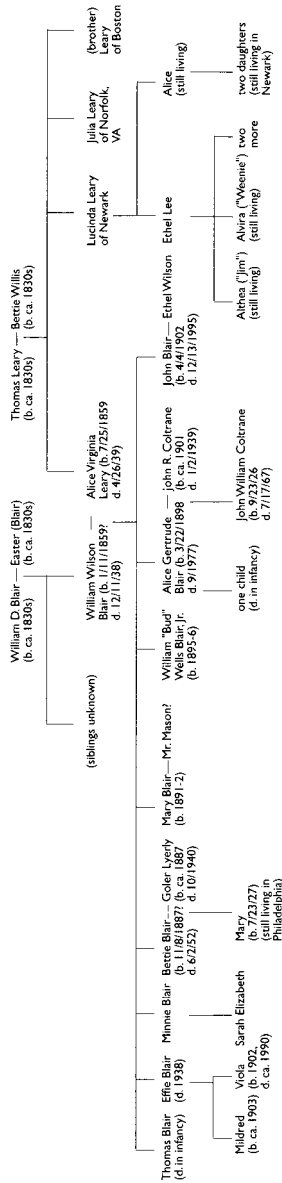 William D. Blair — Easter (Blair)
(b. ca. 1830s) (b. ca. 1830s)
Thomas Leary — Bettie Willis
(b. ca. 1830s) (b. ca. 1830s)
(siblings unknown)
William Wilson —
Blair (b. 1/11/1859?
d. 12/11/38)
Alice Virginia
Leary (b. 7/25/1859
d. 4/26/39)
Lucinda Leary
of Newark
Julia Leary
of Norfolk,
VA
(brother)
Leary
of Boston
Thomas Blair
(d. in infancy)
Effie Blair
(d. 1938)
Minnie Blair
Bettie Blair — Goler Lyerly
(b. 11/8/1887? (b. ca. 1887
d. 6/2/52) d. 10/1940)
Mary Blair — Mr. Mason?
(b. 1891-2)
William "Bud"
Wells Blair, Jr.
(b. 1895-6)
Alice Gertrude — John R. Coltrane
Blair (b. 3/22/1898 (b. ca. 1901
d. 9/1977) d. 1/2/1939)
John Blair — Ethel Wilson
(b. 4/4/1902
d. 12/13/1995)
Ethel Lee
Alice
(still living)
Mildred
(b. ca. 1903)
Viola
(b. 1902,
d. ca. 1990)
Sarah Elizabeth
Mary
(b. 7/23/27)
(still living in
Philadelphia)
one child
(d. in infancy)
John William Coltrane
(b. 9/23/26
d. 7/17/67)
Althea ("Jim")
(still living)
Alvira ("Weenie")
(still living)
two
more
two daughters
(still living in
Newark)